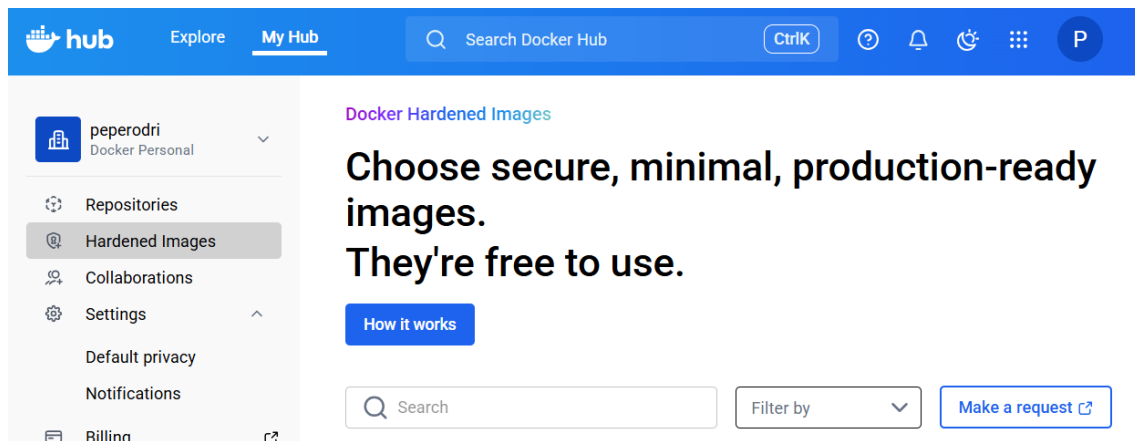 hub
Explore
My Hub
Search Docker Hub
CtrlK
P
peperodri
Docker Personal
Repositories
Hardened Images
Collaborations
Settings
Default privacy
Notifications
Billing
Docker Hardened Images
Choose secure, minimal, production-ready
images.
They're free to use.
How it works
Search
Filter by
Make a request